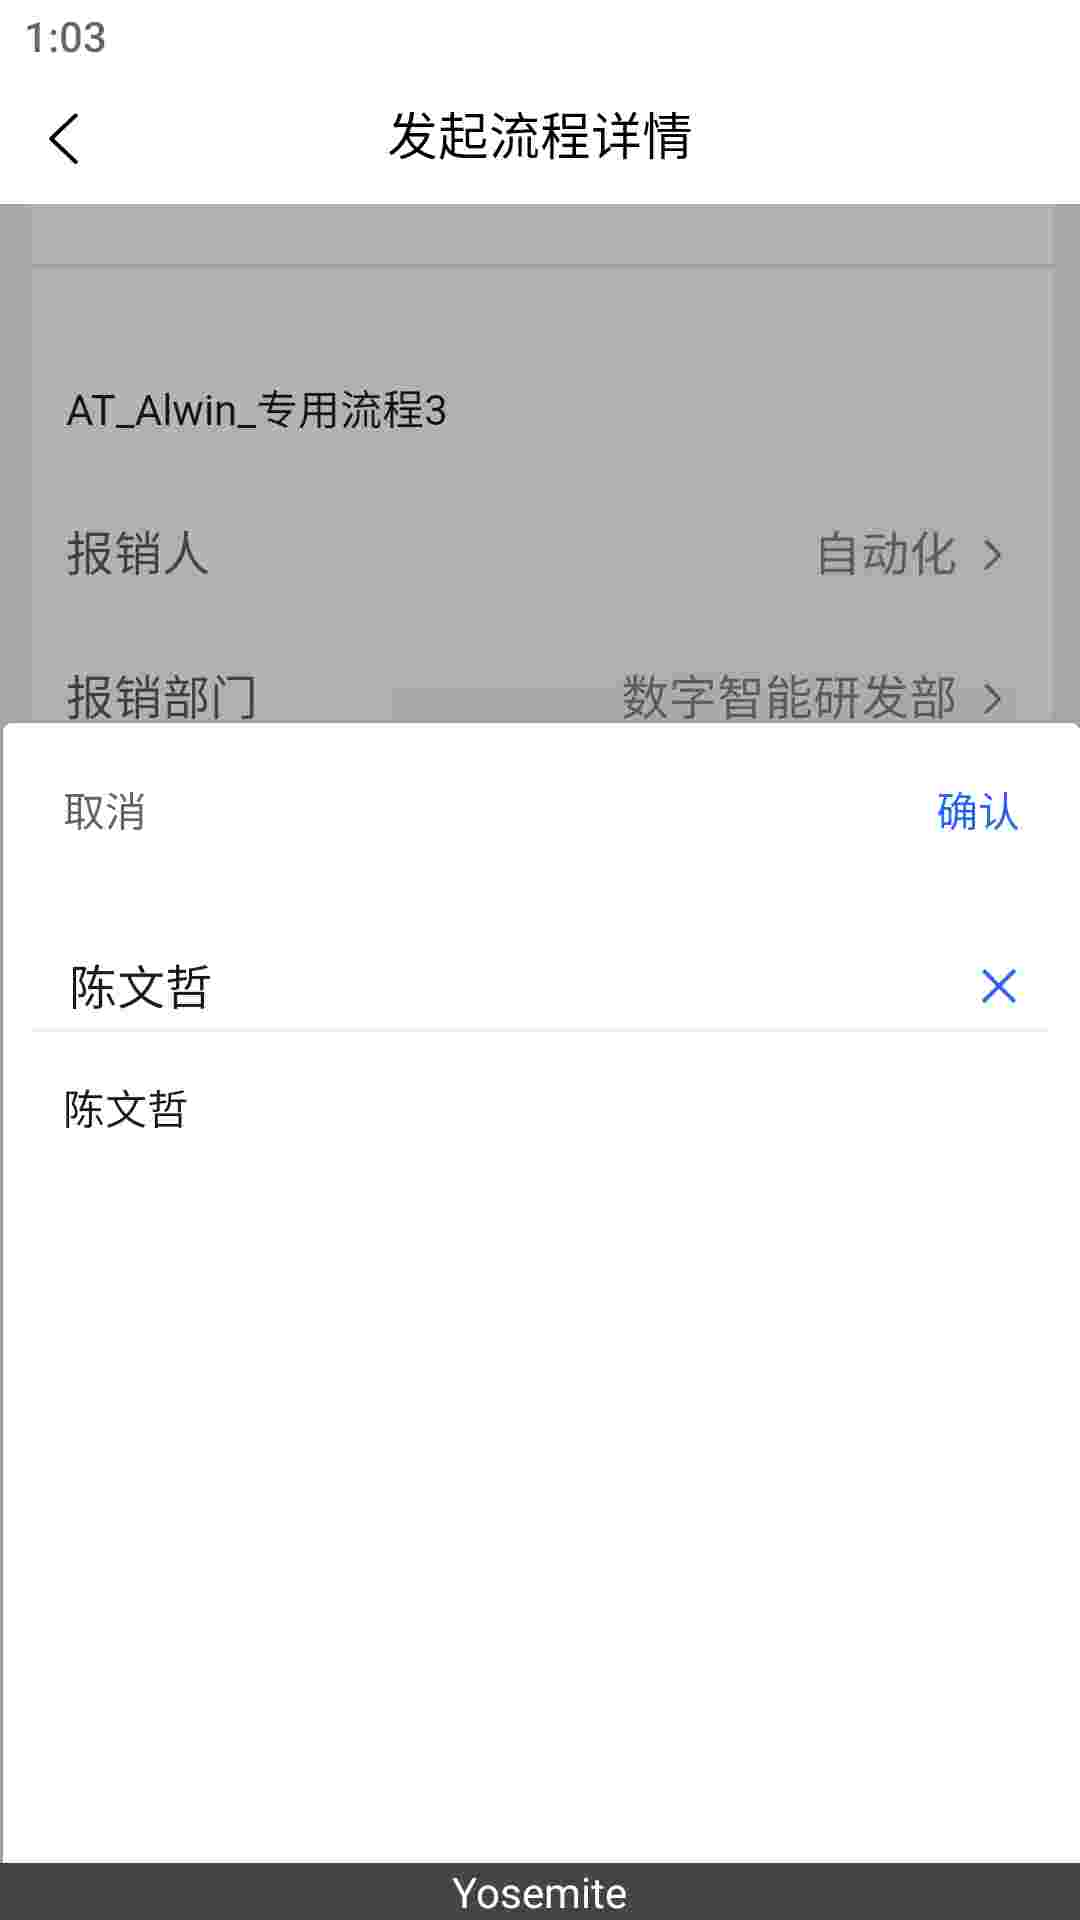 1:03
发起流程详情
AT_Alwin_专用流程3
报销人 自动化
报销部门 数字智能研发部
取消 确认
陈文哲
陈文哲
Yosemite